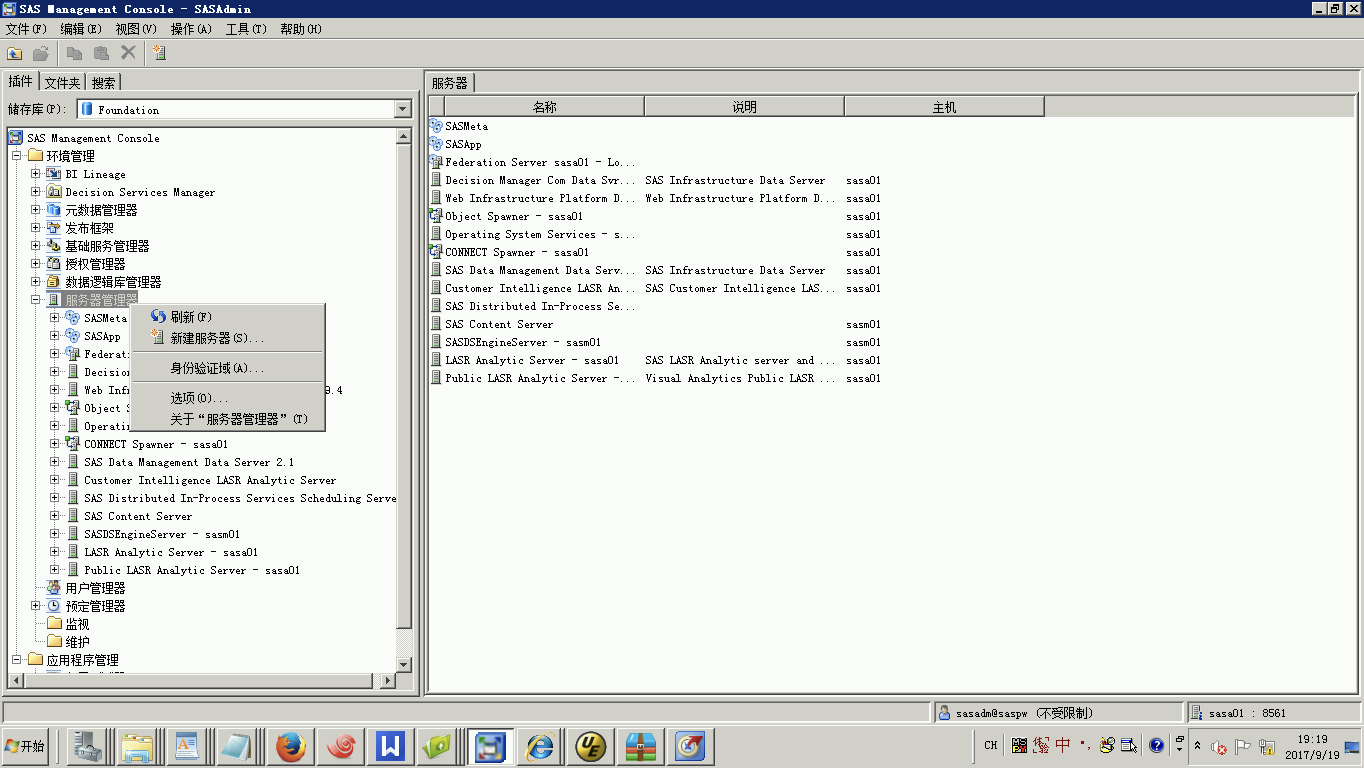 SAS Management Console - SASAdmin
文件(F) 编辑(E) 视图(V) 操作(A) 工具(T) 帮助(H)
插件 文件夹 搜索
储存库(P): Foundation
SAS Management Console
环境管理
BI Lineage
Decision Services Manager
元数据管理器
发布框架
基础服务管理器
授权管理器
数据逻辑库管理器
服务器管理器
SASMeta
SASApp
Federati
Decision
Web Inf 9.4
Object S
Operatin
CONNECT Spawner - sasa01
SAS Data Management Data Server 2.1
Customer Intelligence LASR Analytic Server
SAS Distributed In-Process Services Scheduling Serve
SAS Content Server
SASDSEngineServer - sasm01
LASR Analytic Server - sasa01
Public LASR Analytic Server - sasa01
用户管理器
预定管理器
监视
维护
应用程序管理
刷新(F)
新建服务器(S)...
身份验证域(A)...
选项(O)...
关于“服务器管理器”(T)
服务器
名称 说明 主机
SASMeta
SASApp
Federation Server sasa01 - Lo...
Decision Manager Com Data Svr... SAS Infrastructure Data Server sasa01
Web Infrastructure Platform D... Web Infrastructure Platform D... sasa01
Object Spawner - sasa01 sasa01
Operating System Services - s... sasa01
CONNECT Spawner - sasa01 sasa01
SAS Data Management Data Serv... SAS Infrastructure Data Server sasa01
Customer Intelligence LASR An... SAS Customer Intelligence LAS... sasa01
SAS Distributed In-Process Se...
SAS Content Server sasm01
SASDSEngineServer - sasm01 sasm01
LASR Analytic Server - sasa01 SAS LASR Analytic server and ... sasa01
Public LASR Analytic Server -... Visual Analytics Public LASR ... sasa01
sasadm@saspw (不受限制) sasa01 : 8561
开始 CH 中 19:19
2017/9/19